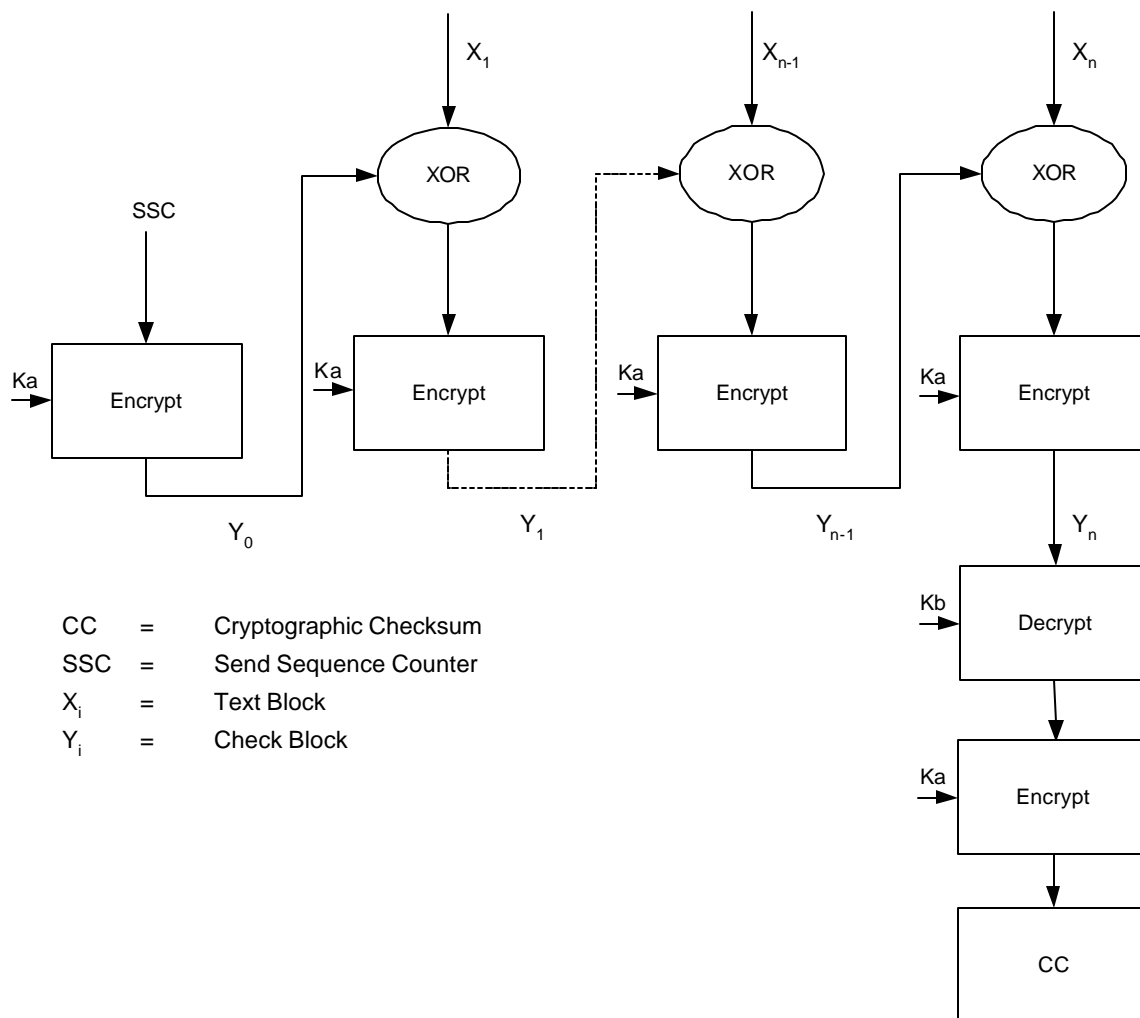 X₁ Xₙ₋₁ Xₙ
XOR XOR XOR
SSC
Ka Ka Ka Ka
Encrypt Encrypt Encrypt Encrypt
Y₀ Y₁ Yₙ₋₁ Yₙ
Kb
Decrypt
CC = Cryptographic Checksum
SSC = Send Sequence Counter
Xᵢ = Text Block
Yᵢ = Check Block
Ka
Encrypt
CC